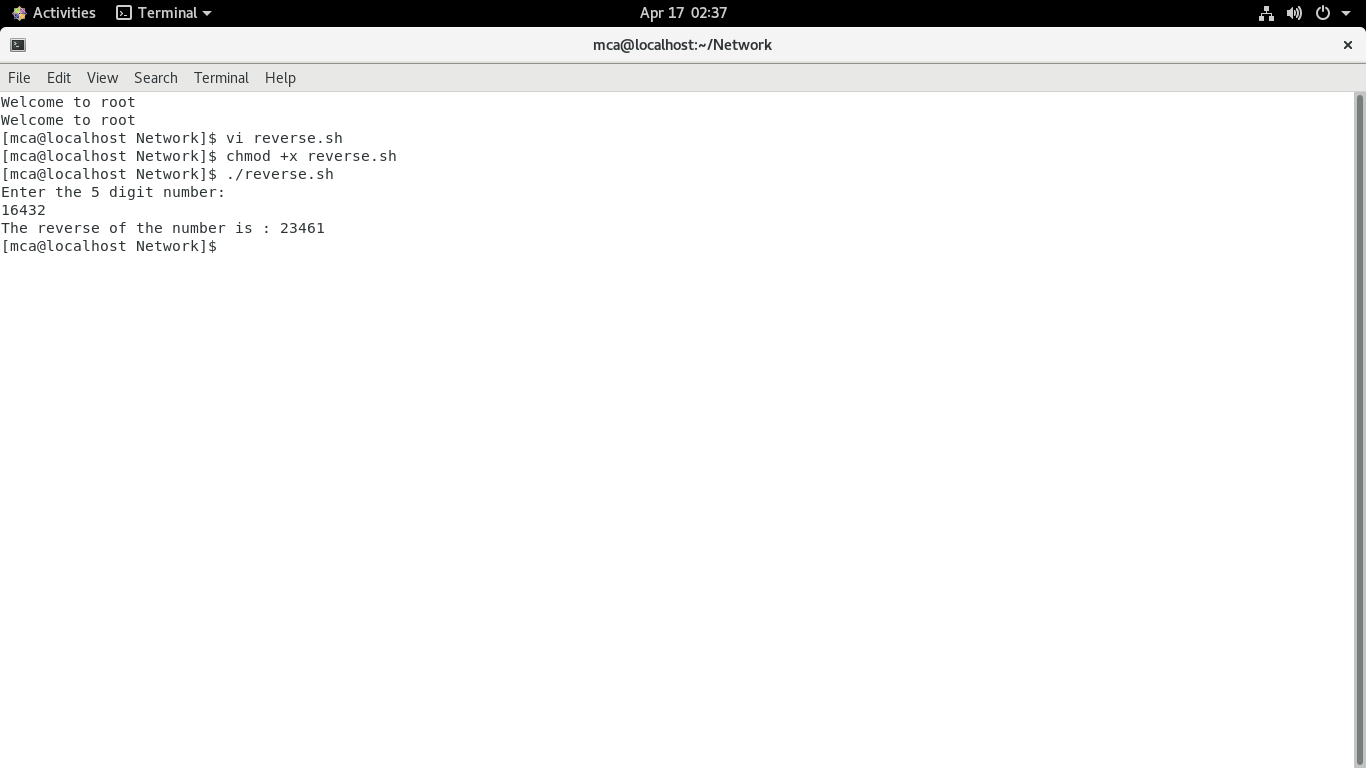 Activities Terminal Apr 17 02:37
mca@localhost:~/Network
File Edit View Search Terminal Help
Welcome to root
Welcome to root
[mca@localhost Network]$ vi reverse.sh
[mca@localhost Network]$ chmod +x reverse.sh
[mca@localhost Network]$ ./reverse.sh
Enter the 5 digit number:
16432
The reverse of the number is : 23461
[mca@localhost Network]$